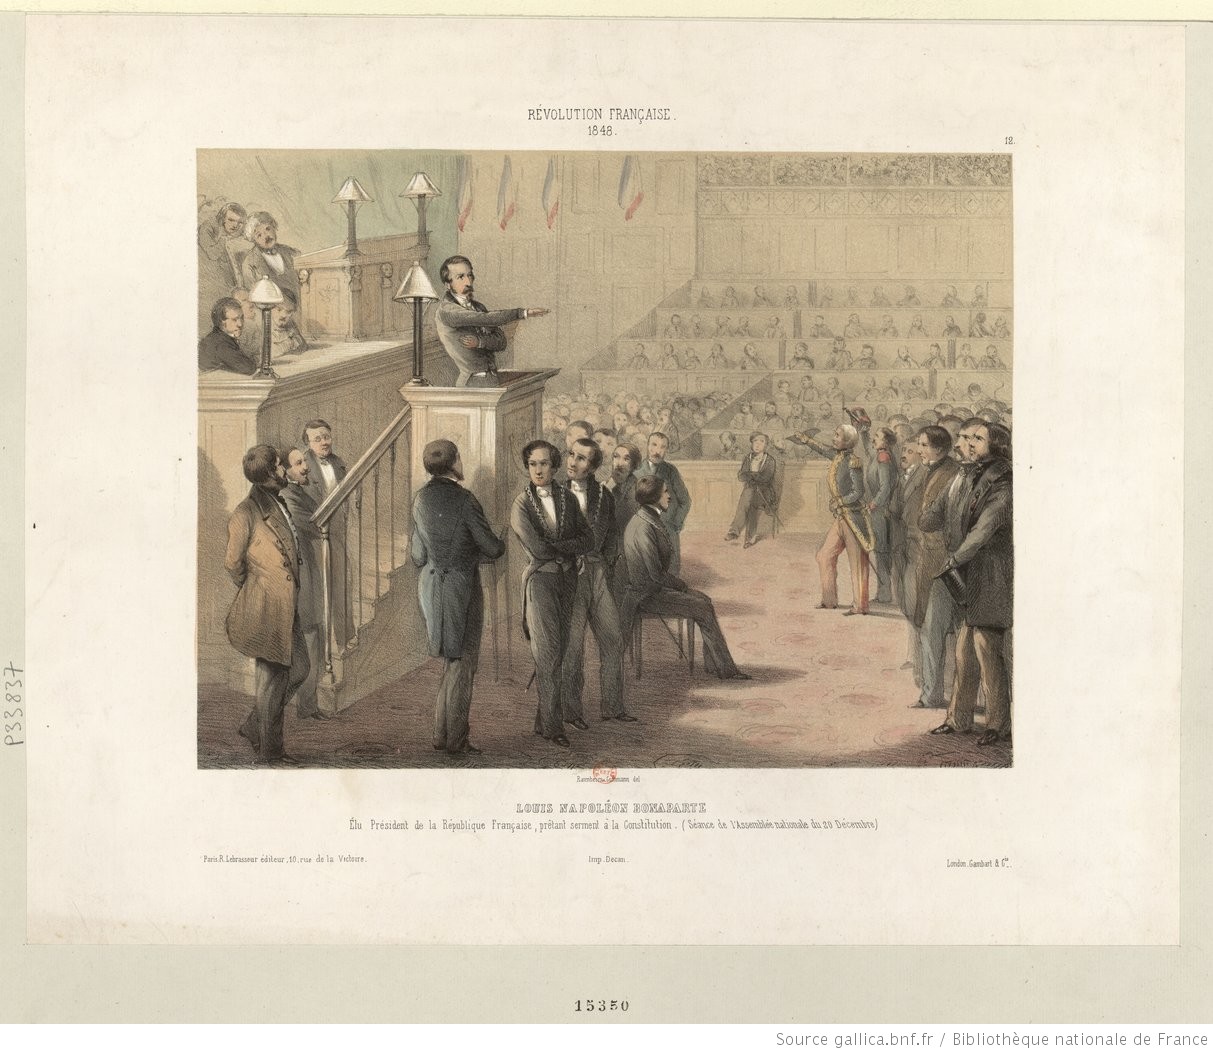 RÉVOLUTION FRANÇAISE.
1848.
12.
P33837
del
LOUIS NAPOLÉON BONAPARTE
Élu Président de la République Française, prêtant serment à la Constitution. (Séance de l'Assemblée nationale du 20 Décembre)
Paris, R. Lebrasseur éditeur, 10, rue de la Victoire.
Imp. Decan.
London, Gambart & Cie.
15350
Source gallica.bnf.fr / Bibliothèque nationale de France